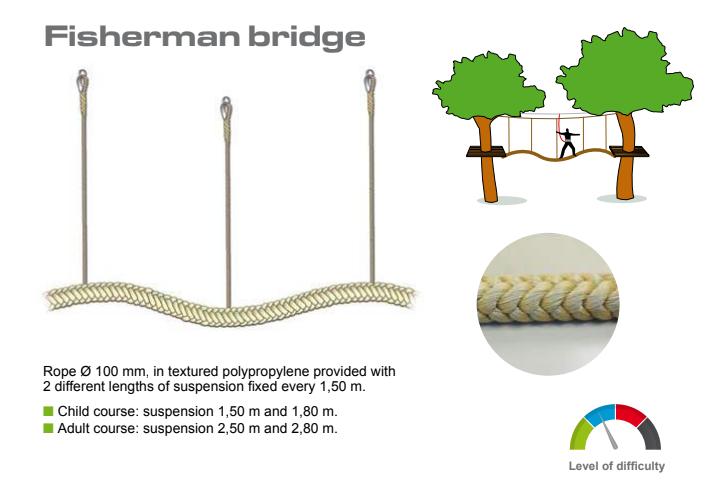 Fisherman bridge
Rope Ø 100 mm, in textured polypropylene provided with
2 different lengths of suspension fixed every 1,50 m.
Child course: suspension 1,50 m and 1,80 m.
Adult course: suspension 2,50 m and 2,80 m.
Level of difficulty